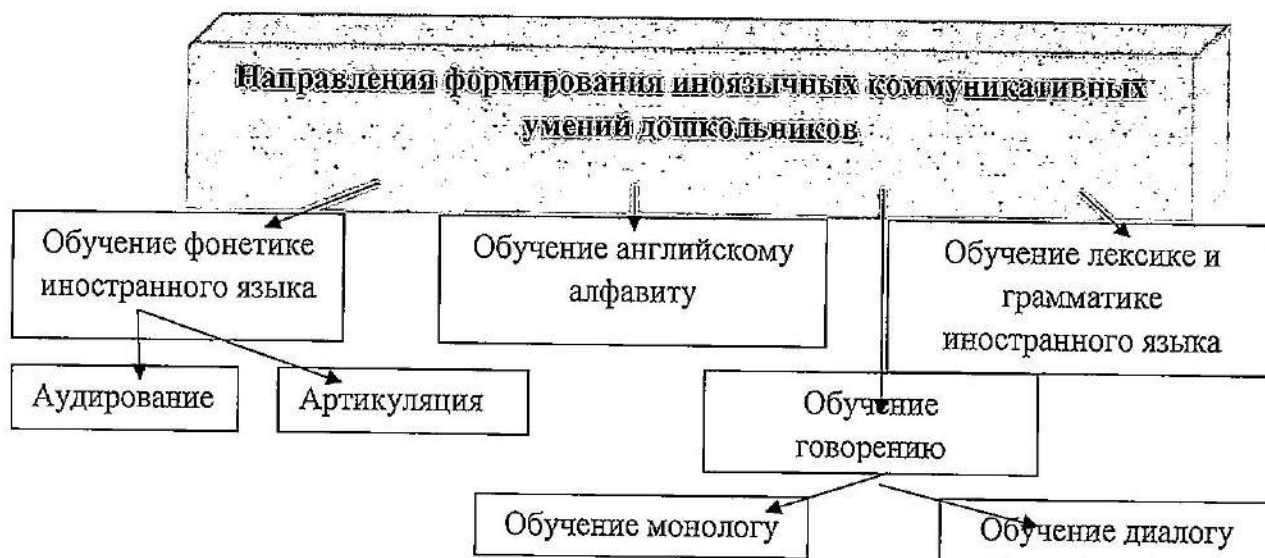 Направления формирования иноязычных коммуникативных
умений дошкольников
Обучение фонетике
иностранного языка
Обучение английскому
алфавиту
Обучение лексике и
грамматике
иностранного языка
Аудирование
Артикуляция
Обучение
говорению
Обучение монологу
Обучение диалогу